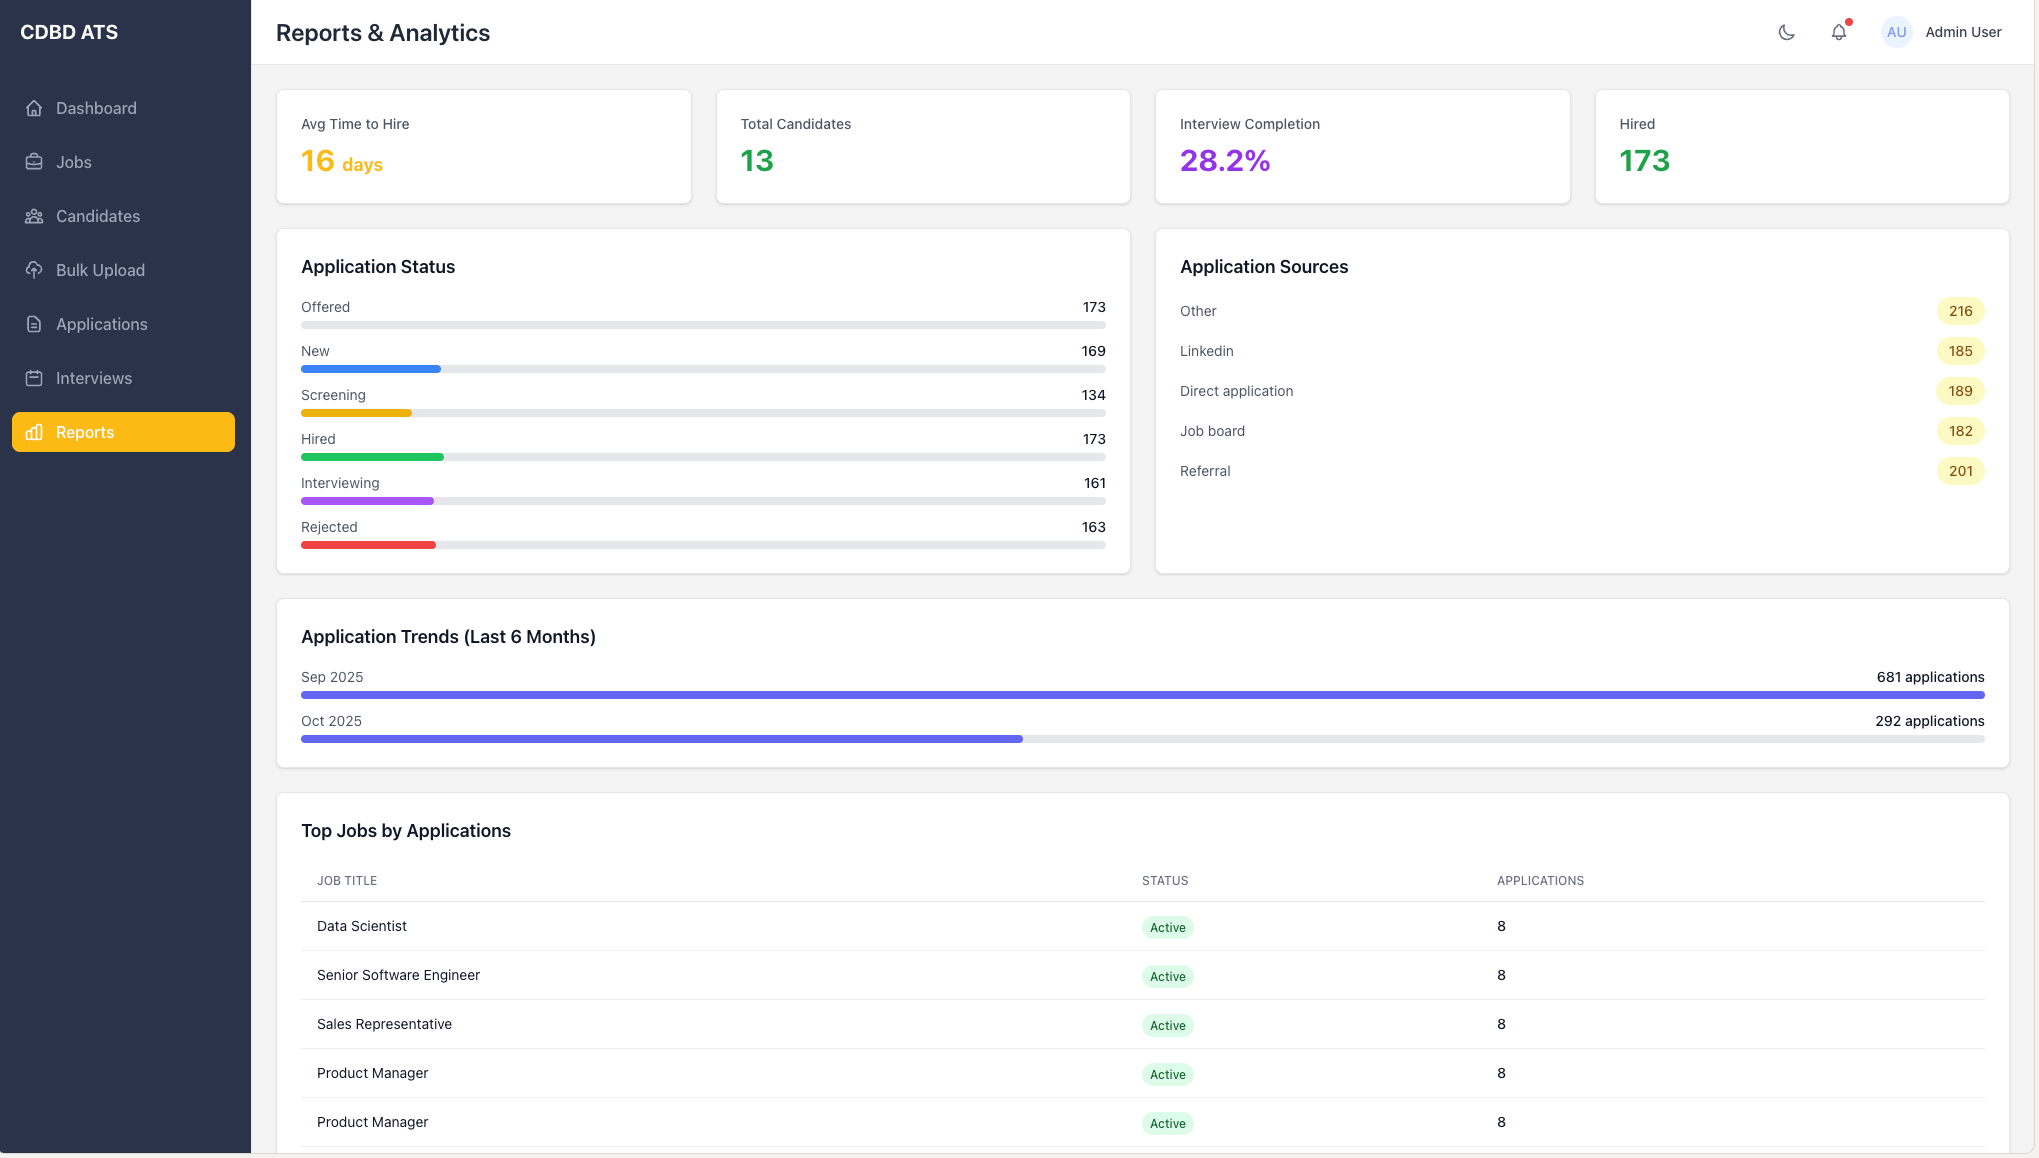 CDBD ATS
Dashboard
Jobs
Candidates
Bulk Upload
Applications
Interviews
Reports
Reports & Analytics
AU Admin User
Avg Time to Hire
16 days
Total Candidates
13
Interview Completion
28.2%
Hired
173
Application Status
Offered 173
New 169
Screening 134
Hired 173
Interviewing 161
Rejected 163
Application Sources
Other 216
Linkedin 185
Direct application 189
Job board 182
Referral 201
Application Trends (Last 6 Months)
Sep 2025 681 applications
Oct 2025 292 applications
Top Jobs by Applications
JOB TITLE STATUS APPLICATIONS
Data Scientist Active 8
Senior Software Engineer Active 8
Sales Representative Active 8
Product Manager Active 8
Product Manager Active 8